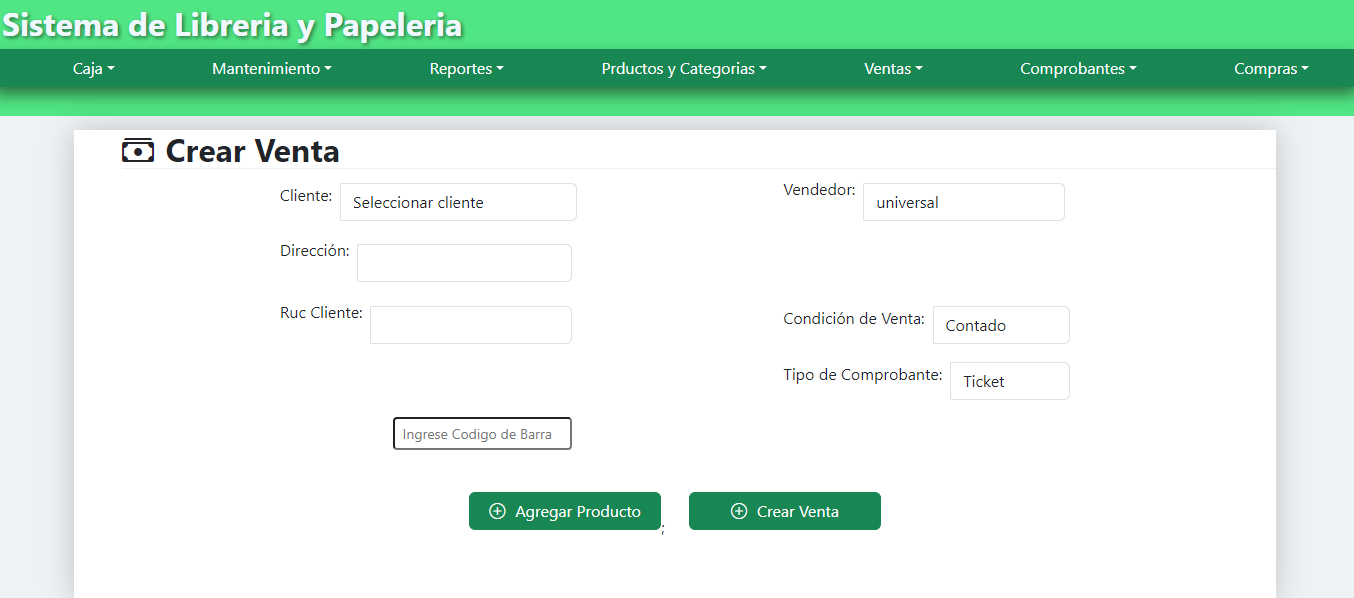 Sistema de Libreria y Papeleria
Caja Mantenimiento Reportes Prductos y Categorias Ventas Comprobantes Compras
Crear Venta
Cliente: Seleccionar cliente Vendedor: universal
Dirección:
Ruc Cliente: Condición de Venta: Contado
Tipo de Comprobante: Ticket
Ingrese Codigo de Barra
Agregar Producto ; Crear Venta